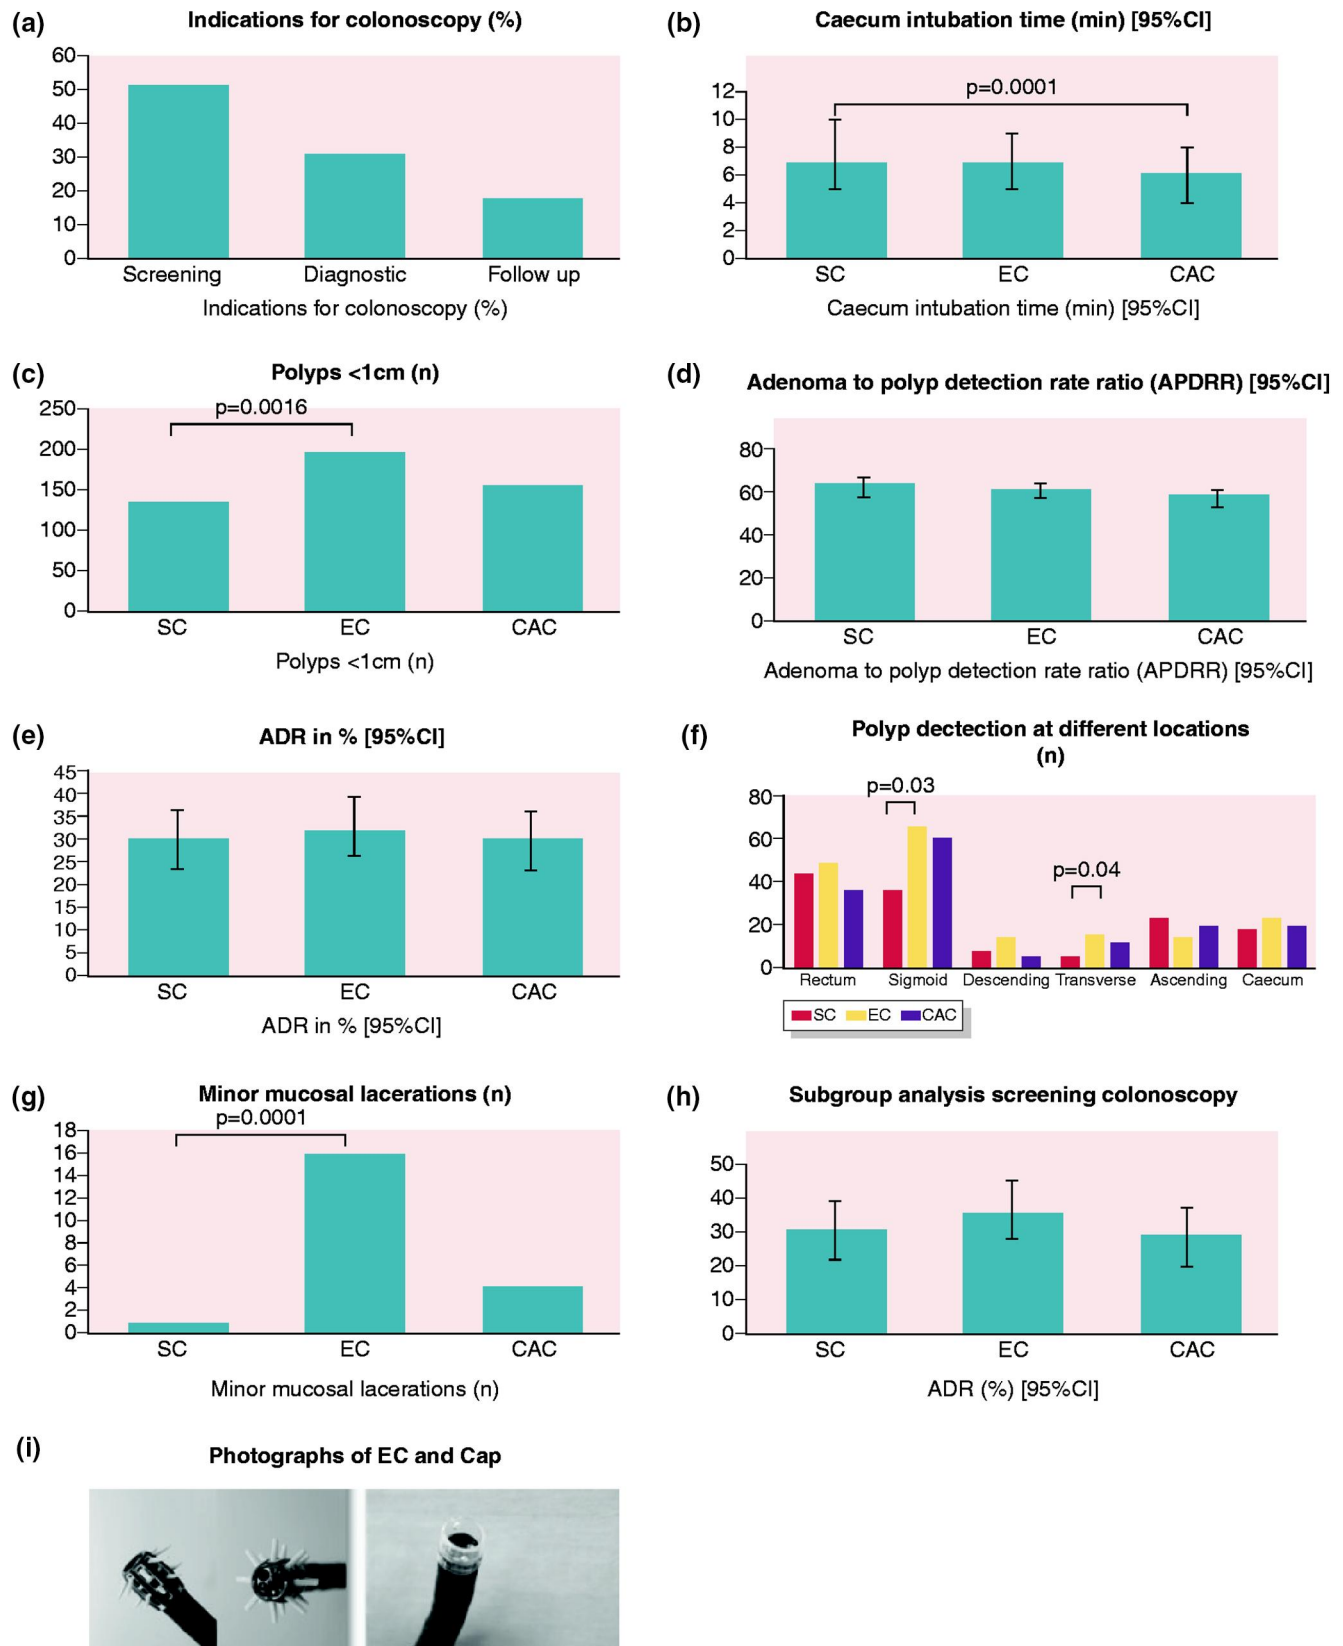 (a)
Indications for colonoscopy (%)
60
50
40
30
20
10
0
Screening Diagnostic Follow up
Indications for colonoscopy (%)
(b)
Caecum intubation time (min) [95%CI]
p=0.0001
12
10
8
6
4
2
0
SC EC CAC
Caecum intubation time (min) [95%CI]
(c)
Polyps <1cm (n)
p=0.0016
250
200
150
100
50
0
SC EC CAC
Polyps <1cm (n)
(d)
Adenoma to polyp detection rate ratio (APDRR) [95%CI]
80
60
40
20
0
SC EC CAC
Adenoma to polyp detection rate ratio (APDRR) [95%CI]
(e)
ADR in % [95%CI]
45
40
35
30
25
20
15
10
5
0
SC EC CAC
ADR in % [95%CI]
(f)
Polyp dectection at different locations
(n)
p=0.03
p=0.04
80
60
40
20
0
Rectum Sigmoid Descending Transverse Ascending Caecum
SC EC CAC
(g)
Minor mucosal lacerations (n)
p=0.0001
18
16
14
12
10
8
6
4
2
0
SC EC CAC
Minor mucosal lacerations (n)
(h)
Subgroup analysis screening colonoscopy
50
40
30
20
10
0
SC EC CAC
ADR (%) [95%CI]
(i)
Photographs of EC and Cap